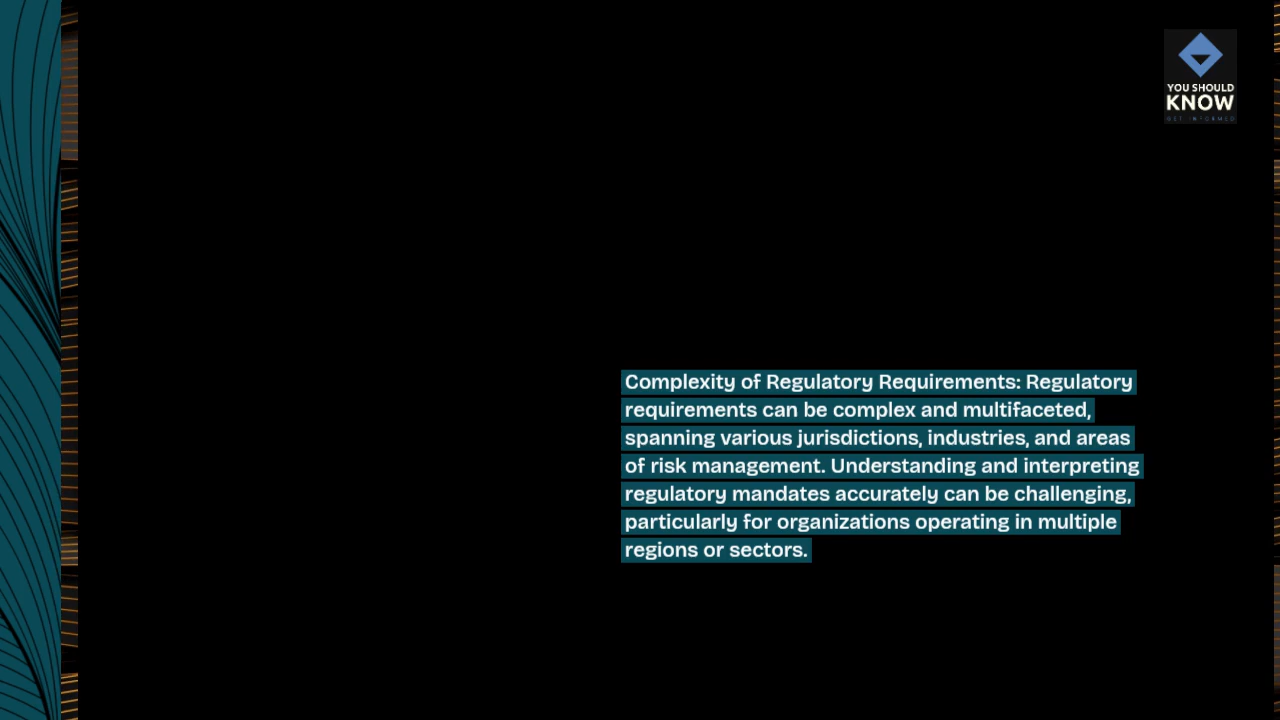 YOU SHOULD
KNOW
GET INFORMED
Complexity of Regulatory Requirements: Regulatory
requirements can be complex and multifaceted,
spanning various jurisdictions, industries, and areas
of risk management. Understanding and interpreting
regulatory mandates accurately can be challenging,
particularly for organizations operating in multiple
regions or sectors.